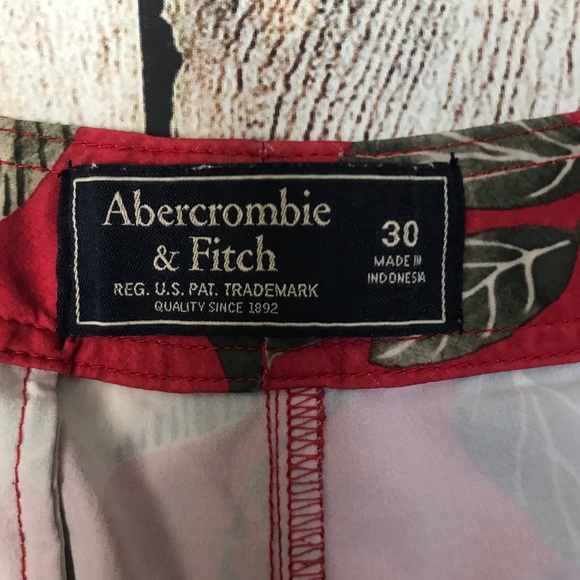 Abercrombie
& Fitch
REG. U.S. PAT. TRADEMARK
QUALITY SINCE 1892
30
MADE IN
INDONESIA